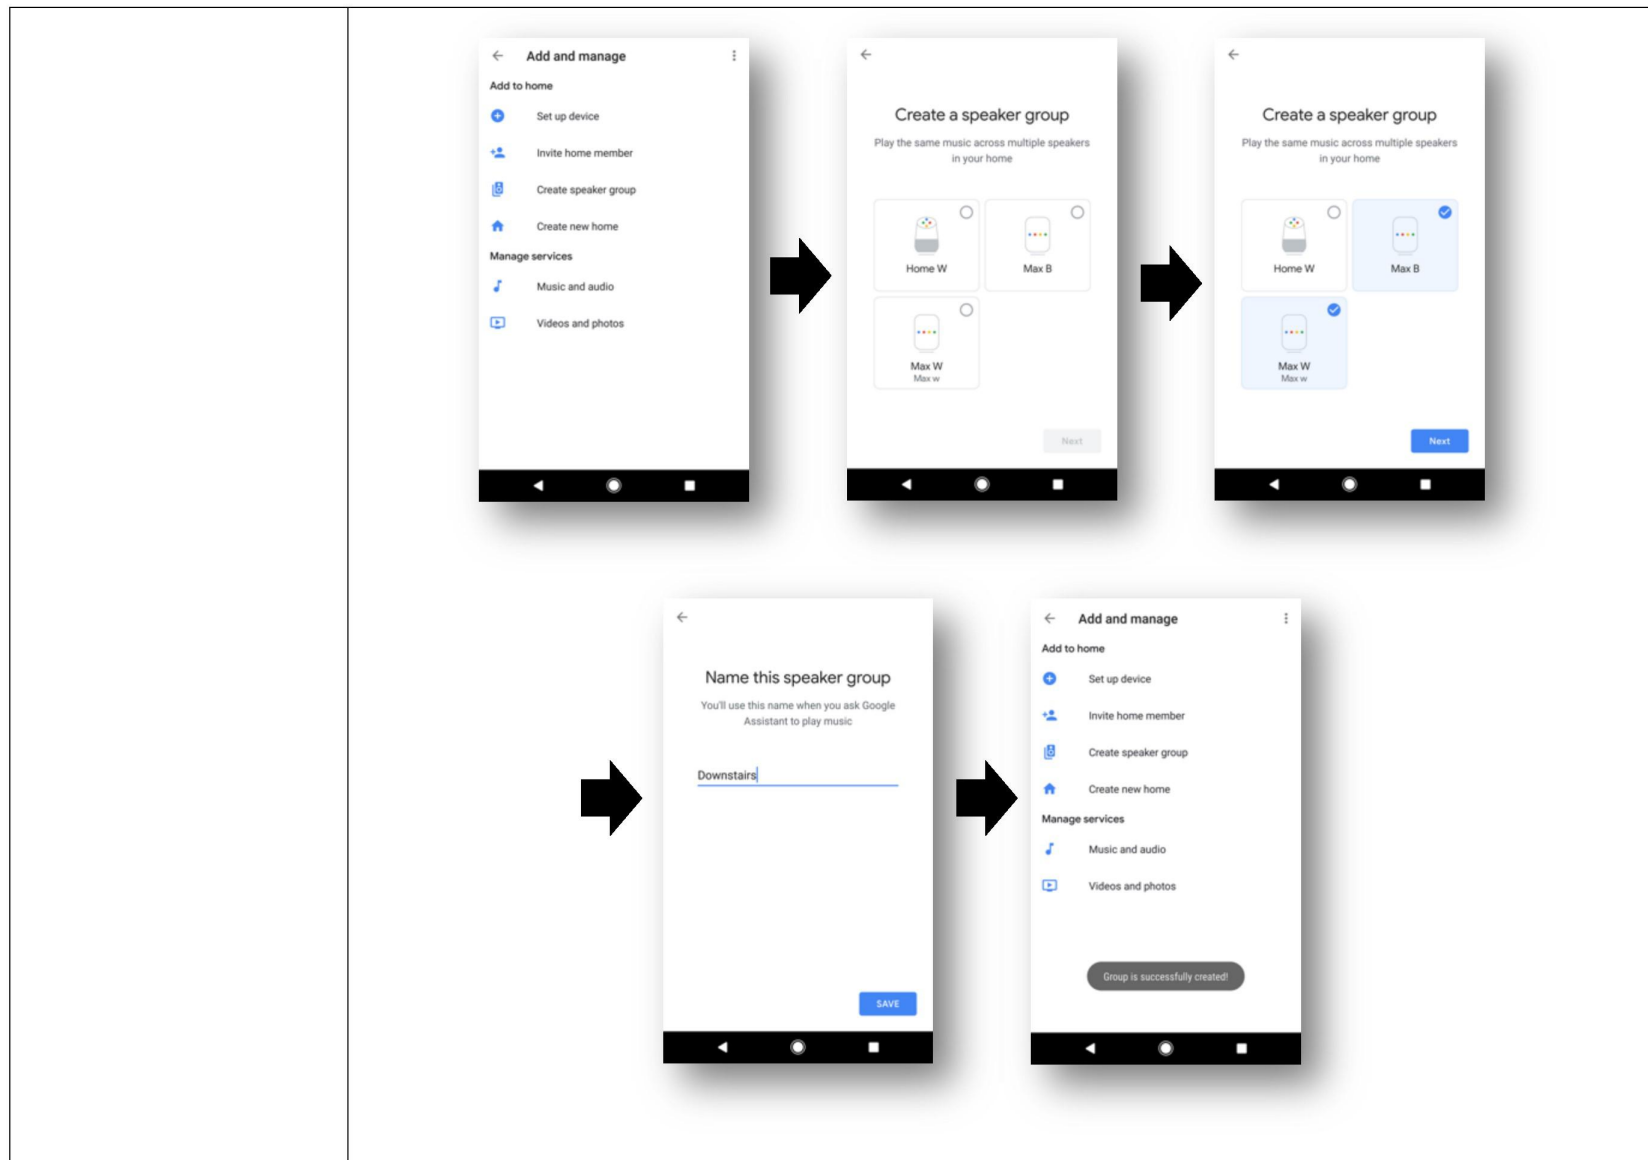 Add and manage
Add to home
Set up device
Invite home member
Create speaker group
Create new home
Manage services
Music and audio
Videos and photos
Create a speaker group
Play the same music across multiple speakers
in your home
Home W
Max B
Max W
Max w
Next
Create a speaker group
Play the same music across multiple speakers
in your home
Home W
Max B
Max W
Max w
Next
Name this speaker group
You'll use this name when you ask Google
Assistant to play music
Downstairs
SAVE
Add and manage
Add to home
Set up device
Invite home member
Create speaker group
Create new home
Manage services
Music and audio
Videos and photos
Group is successfully created!